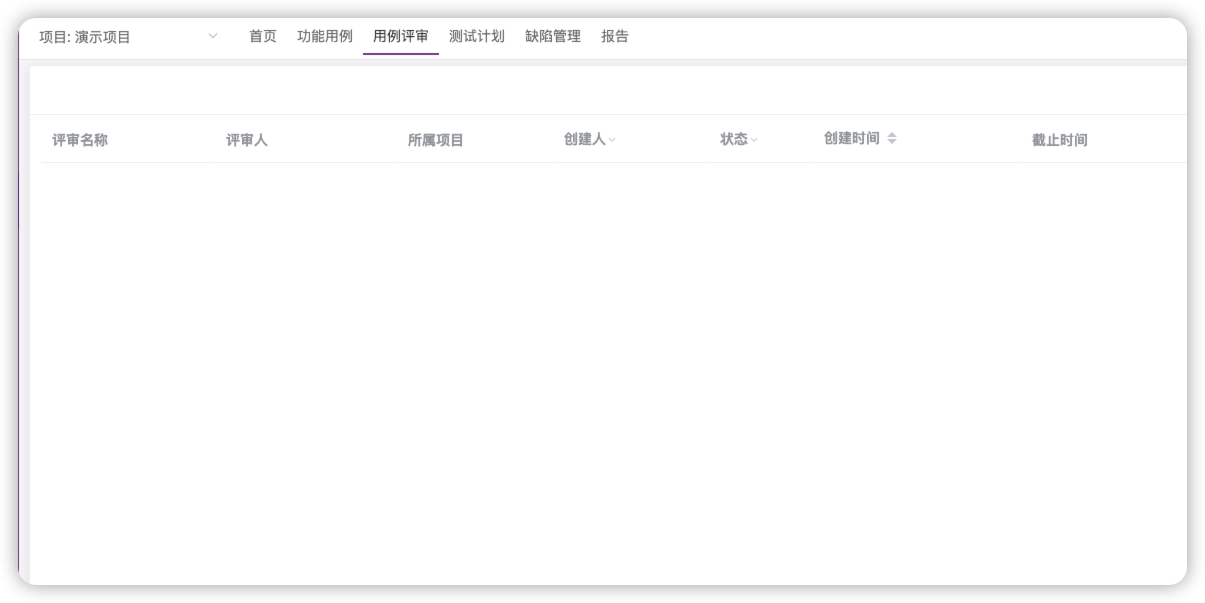 项目: 演示项目 首页 功能用例 用例评审 测试计划 缺陷管理 报告
评审名称 评审人 所属项目 创建人 状态 创建时间 截止时间